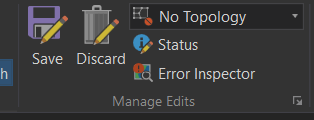 No Topology
Save
Discard
Status
Error Inspector
h
Manage Edits